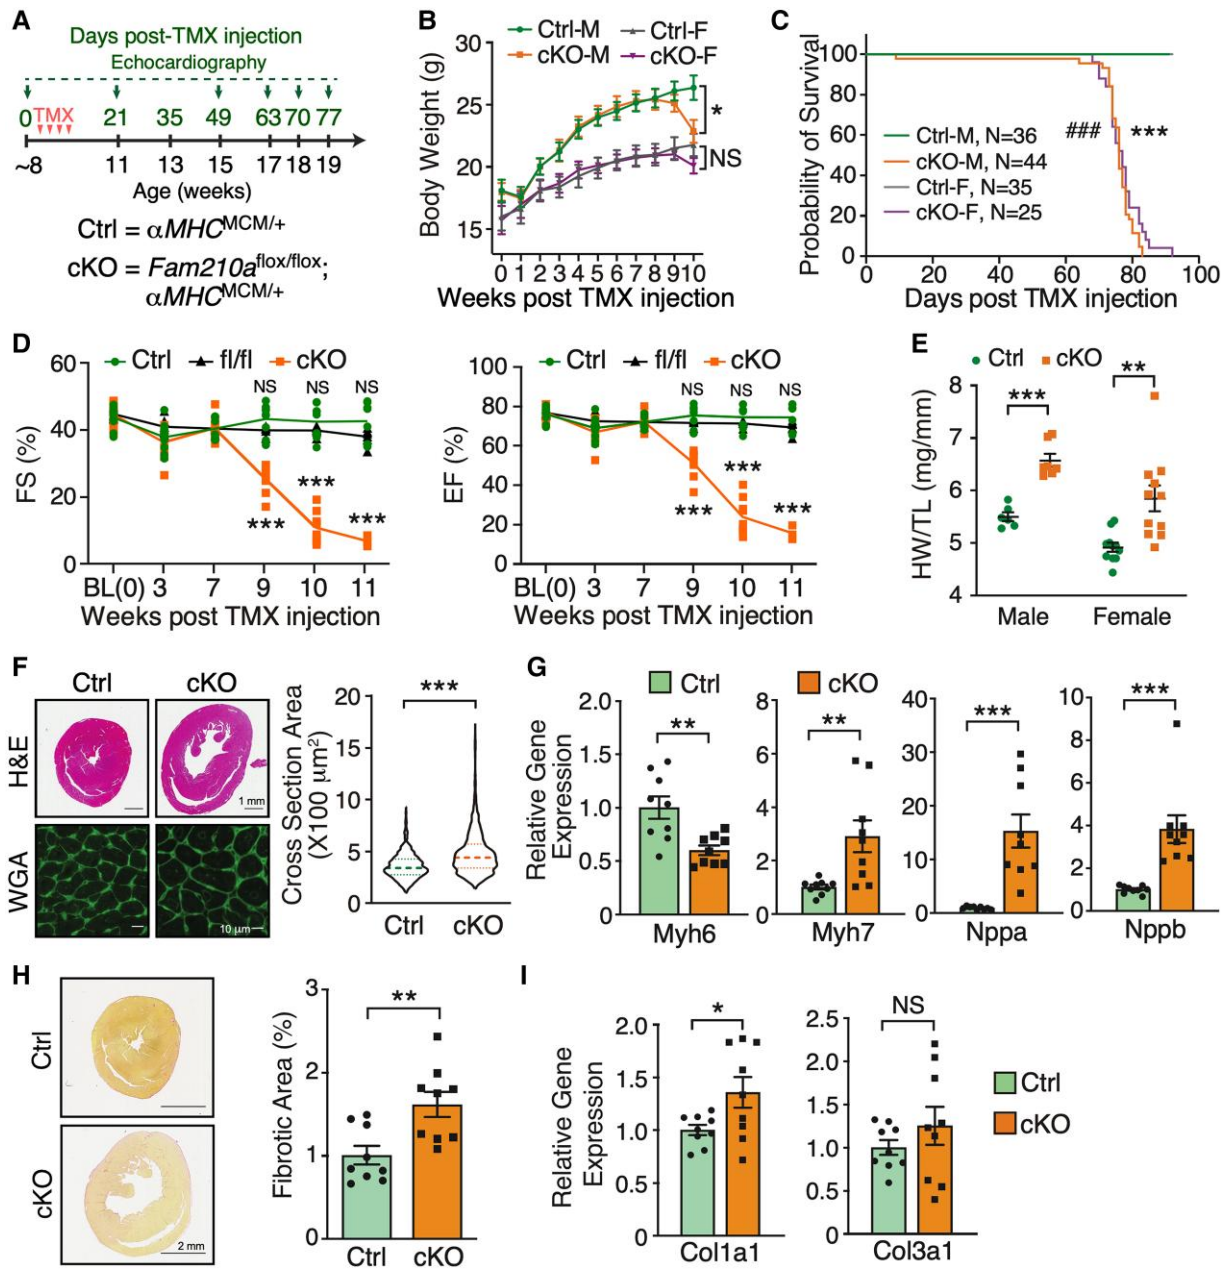 A
Days post-TMX injection
Echocardiography
0 TMX 21 35 49 63 70 77
~8 11 13 15 17 18 19
Age (weeks)
Ctrl = αMHC^MCM/+
cKO = Fam210a^flox/flox;
αMHC^MCM/+
B
Ctrl-M Ctrl-F
cKO-M cKO-F
Body Weight (g)
30
25
20
15
*
NS
0 1 2 3 4 5 6 7 8 9 10
Weeks post TMX injection
C
Probability of Survival
100
80
60
40
20
0
### ***
Ctrl-M, N=36
cKO-M, N=44
Ctrl-F, N=35
cKO-F, N=25
0 20 40 60 80 100
Days post TMX injection
D
Ctrl fl/fl cKO
FS (%)
60
40
20
0
NS NS NS
*** *** ***
BL(0) 3 7 9 10 11
Weeks post TMX injection
Ctrl fl/fl cKO
EF (%)
100
80
60
40
20
0
NS NS NS
*** *** ***
BL(0) 3 7 9 10 11
Weeks post TMX injection
E
Ctrl cKO
HW/TL (mg/mm)
8
7
6
5
4
*** **
Male Female
F
Ctrl cKO
H&E
1 mm
WGA
10 μm
Cross Section Area
(X100 μm²)
20
15
10
5
0
***
Ctrl cKO
G
Ctrl cKO
Relative Gene
Expression
2.0
1.5
1.0
0.5
0
**
Myh6
8
6
4
2
0
**
Myh7
40
30
20
10
0
***
Nppa
10
8
6
4
2
0
***
Nppb
H
Ctrl
cKO
2 mm
Fibrotic Area (%)
3
2
1
0
**
Ctrl cKO
I
Relative Gene
Expression
2.0
1.5
1.0
0.5
0
*
Col1a1
2.5
2.0
1.5
1.0
0.5
0
NS
Col3a1
Ctrl
cKO